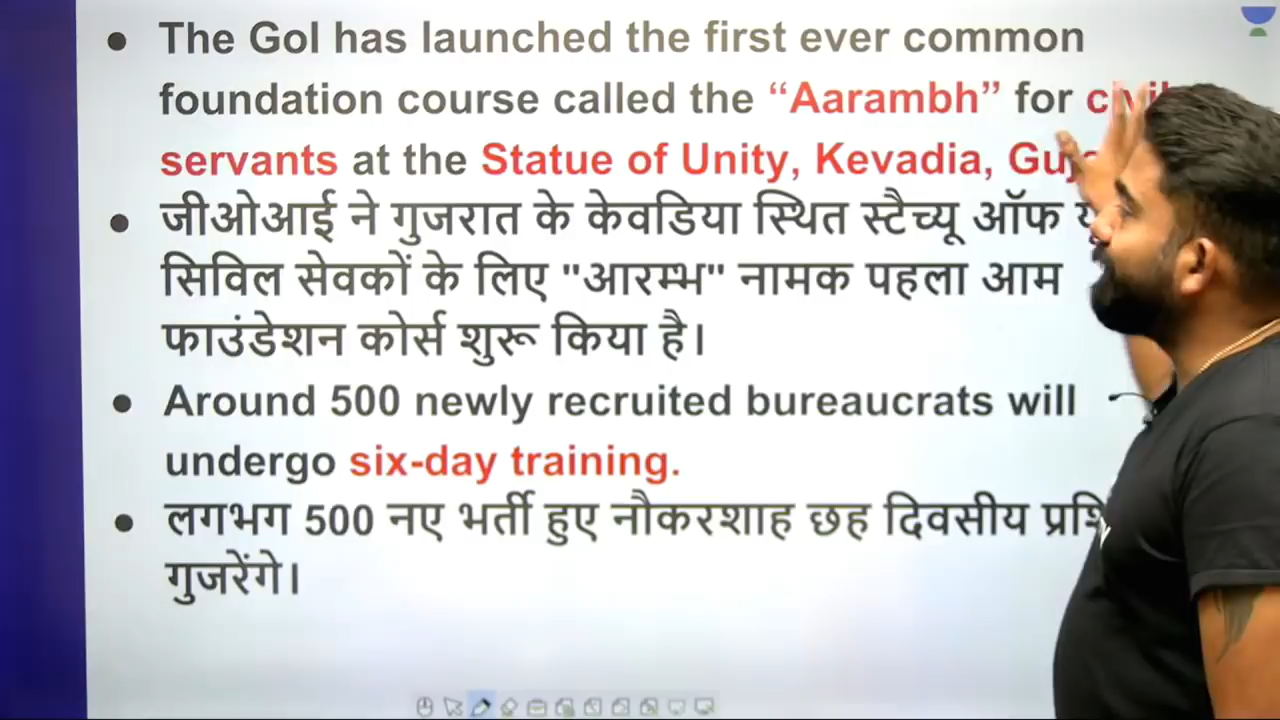 The GoI has launched the first ever common
foundation course called the “Aarambh” for civil
servants at the Statue of Unity, Kevadia,
जीओआई ने गुजरात के केवडिया स्थित स्टैच्यू ऑफ
सिविल सेवकों के लिए "आरम्भ" नामक पहला आम
फाउंडेशन कोर्स शुरू किया है।
Around 500 newly recruited bureaucrats will
undergo six-day training.
लगभग 500 नए भर्ती हुए नौकरशाह छह दिवसीय
गुजरेंगे।